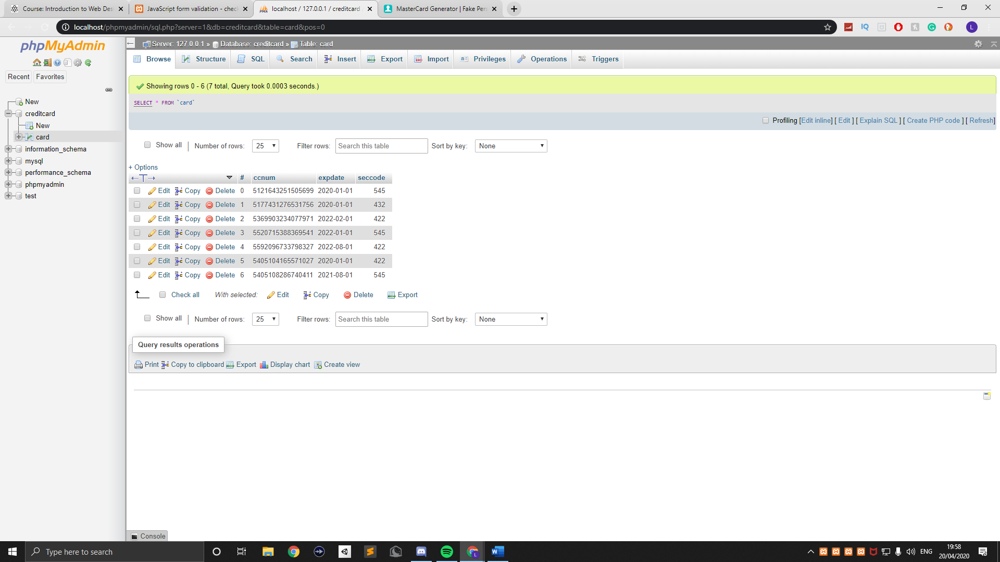 Course: Introduction to Web Des
JavaScript form validation - chec
localhost / 127.0.0.1 / creditcard
MasterCard Generator | Fake Pers
localhost/phpmyadmin/sql.php?server=1&db=creditcard&table=card&pos=0
L
phpMyAdmin
Recent Favorites
New
creditcard
New
card
information_schema
mysql
performance_schema
phpmyadmin
test
Server: 127.0.0.1 » Database: creditcard » Table: card
Browse Structure SQL Search Insert Export Import Privileges Operations Triggers
Showing rows 0 - 6 (7 total, Query took 0.0003 seconds.)
SELECT * FROM `card`
Profiling [Edit inline] [ Edit ] [ Explain SQL ] [ Create PHP code ] [ Refresh]
Show all | Number of rows: 25 Filter rows: Search this table Sort by key: None
+ Options
←T→ # ccnum expdate seccode
Edit Copy Delete 0 5121643251505699 2020-01-01 545
Edit Copy Delete 1 5177431276531756 2020-01-01 432
Edit Copy Delete 2 5369903234077971 2022-02-01 422
Edit Copy Delete 3 5520715388369541 2022-01-01 545
Edit Copy Delete 4 5592096733798327 2022-08-01 422
Edit Copy Delete 5 5405104165571027 2020-01-01 422
Edit Copy Delete 6 5405108286740411 2021-08-01 545
Check all With selected: Edit Copy Delete Export
Show all | Number of rows: 25 Filter rows: Search this table Sort by key: None
Query results operations
Print Copy to clipboard Export Display chart Create view
Console
Type here to search
ENG
19:58
20/04/2020